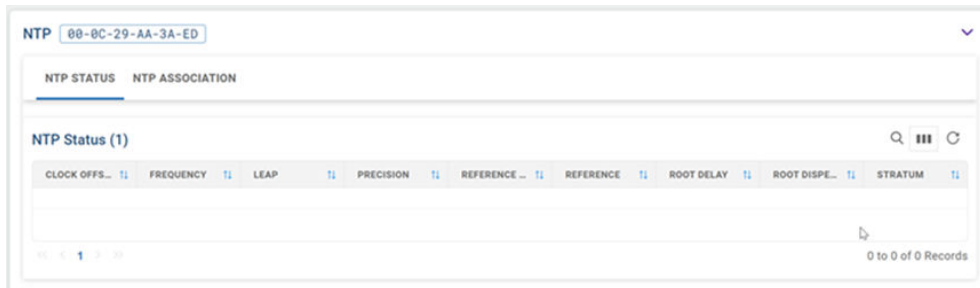 NTP 00-0C-29-AA-3A-ED
NTP STATUS NTP ASSOCIATION
NTP Status (1)
CLOCK OFFS... FREQUENCY LEAP PRECISION REFERENCE ... REFERENCE ROOT DELAY ROOT DISPE... STRATUM
1
0 to 0 of 0 Records